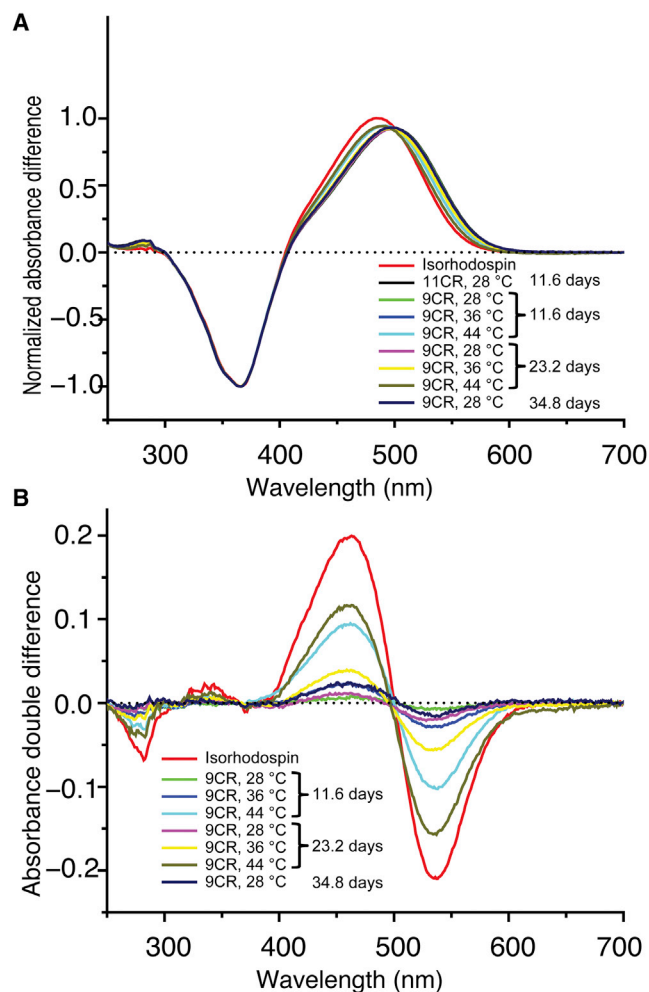 A
Normalized absorbance difference
1.0
0.5
0.0
−0.5
−1.0
Isorhodospin
11CR, 28 °C 11.6 days
9CR, 28 °C
9CR, 36 °C 11.6 days
9CR, 44 °C
9CR, 28 °C
9CR, 36 °C 23.2 days
9CR, 44 °C
9CR, 28 °C 34.8 days
300 400 500 600 700
Wavelength (nm)
B
Absorbance double difference
0.2
0.1
0.0
−0.1
−0.2
Isorhodospin
9CR, 28 °C
9CR, 36 °C 11.6 days
9CR, 44 °C
9CR, 28 °C
9CR, 36 °C 23.2 days
9CR, 44 °C
9CR, 28 °C 34.8 days
300 400 500 600 700
Wavelength (nm)